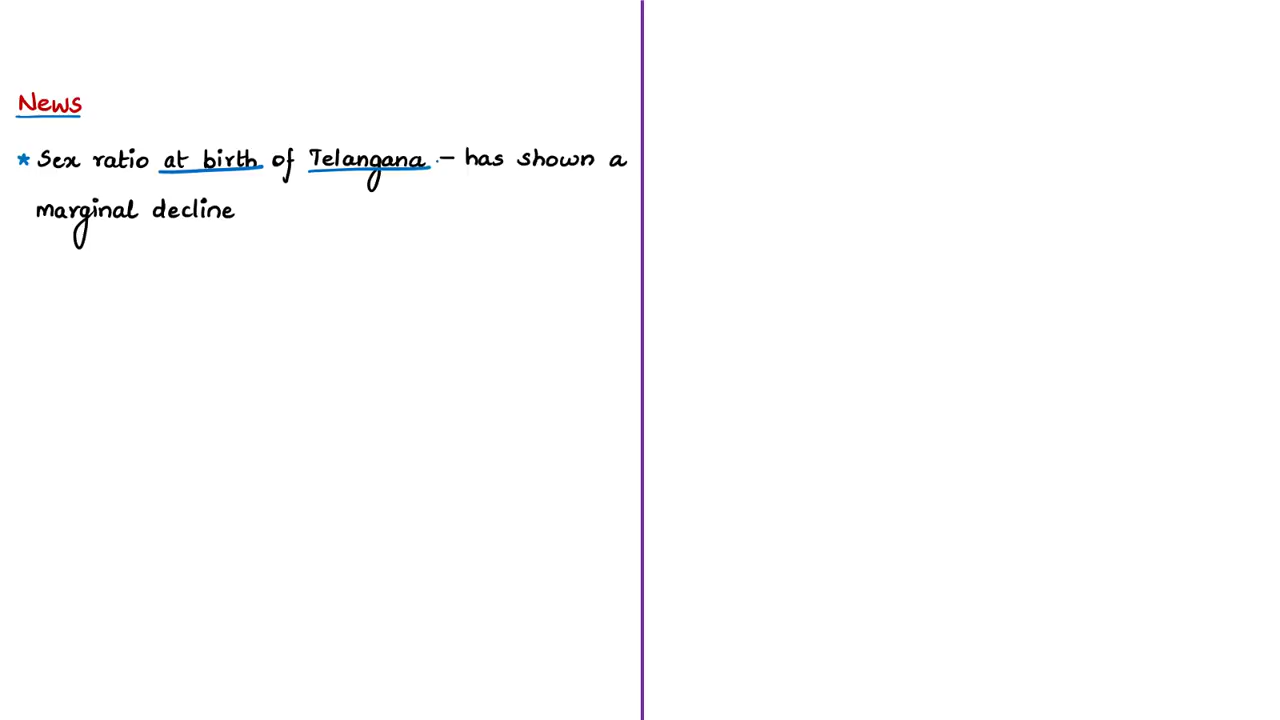 News
* Sex ratio at birth of Telangana - has shown a
marginal decline